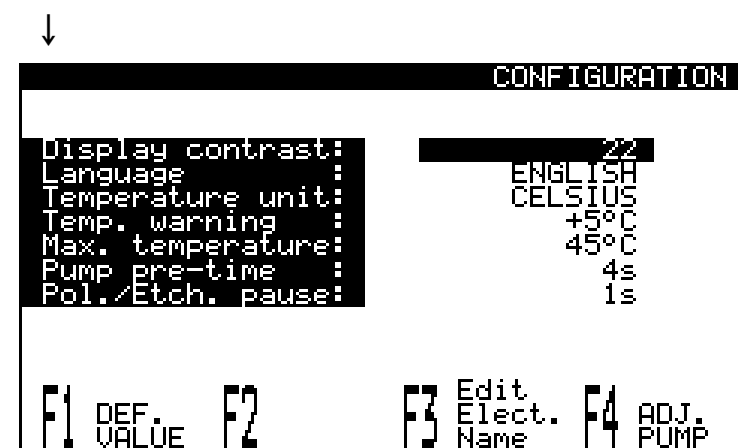 ↓
CONFIGURATION
Display contrast: 22
Language : ENGLISH
Temperature unit: CELSIUS
Temp. warning : +5°C
Max. temperature: 45°C
Pump pre-time : 4s
Pol./Etch. pause: 1s
F1 DEF. VALUE
F2
F3 Edit Elect. Name
F4 ADJ. PUMP